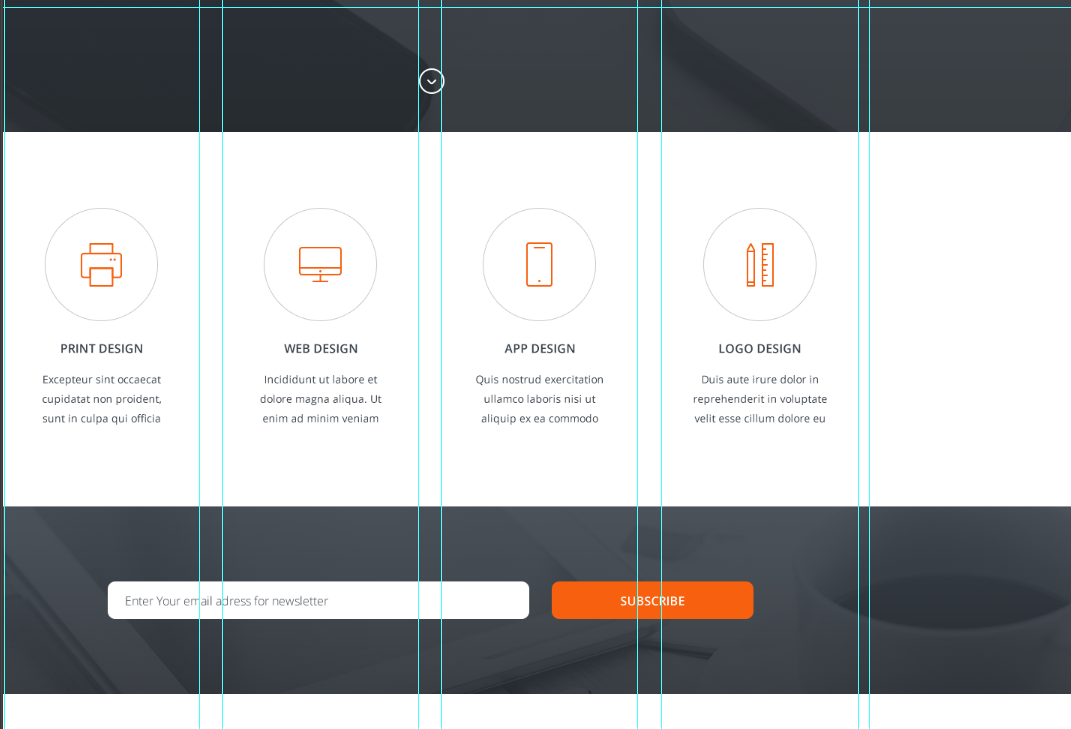 PRINT DESIGN
Excepteur sint occaecat
cupidatat non proident,
sunt in culpa qui officia
WEB DESIGN
Incididunt ut labore et
dolore magna aliqua. Ut
enim ad minim veniam
APP DESIGN
Quis nostrud exercitation
ullamco laboris nisi ut
aliquip ex ea commodo
LOGO DESIGN
Duis aute irure dolor in
reprehenderit in voluptate
velit esse cillum dolore eu
Enter Your email adress for newsletter
SUBSCRIBE